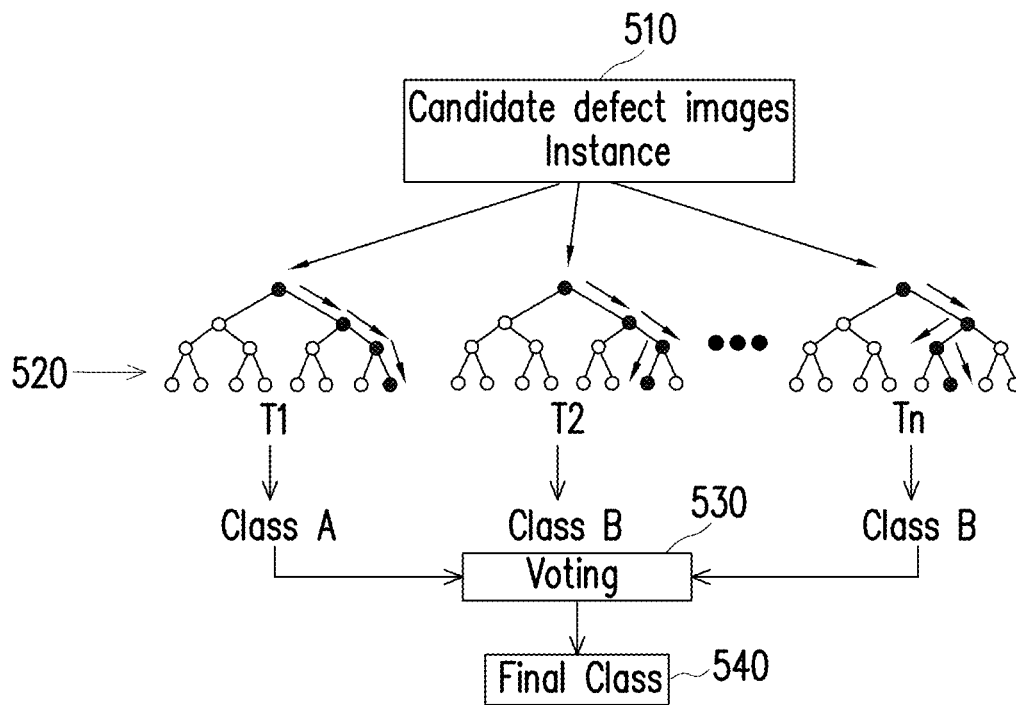 510
Candidate defect images
Instance
520
T1
T2
Tn
Class A
Class B
530
Class B
Voting
Final Class
540